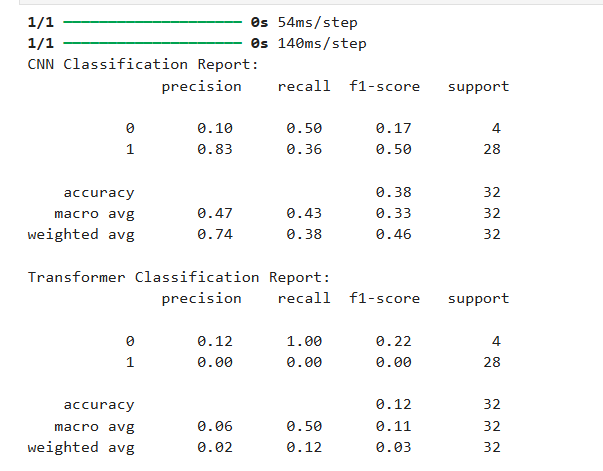 1/1 ━━━━━━━━━━━━━━━━━━━━ 0s 54ms/step
1/1 ━━━━━━━━━━━━━━━━━━━━ 0s 140ms/step
CNN Classification Report:
              precision    recall  f1-score   support

           0       0.10      0.50      0.17         4
           1       0.83      0.36      0.50        28

    accuracy                           0.38        32
   macro avg       0.47      0.43      0.33        32
weighted avg       0.74      0.38      0.46        32

Transformer Classification Report:
              precision    recall  f1-score   support

           0       0.12      1.00      0.22         4
           1       0.00      0.00      0.00        28

    accuracy                           0.12        32
   macro avg       0.06      0.50      0.11        32
weighted avg       0.02      0.12      0.03        32